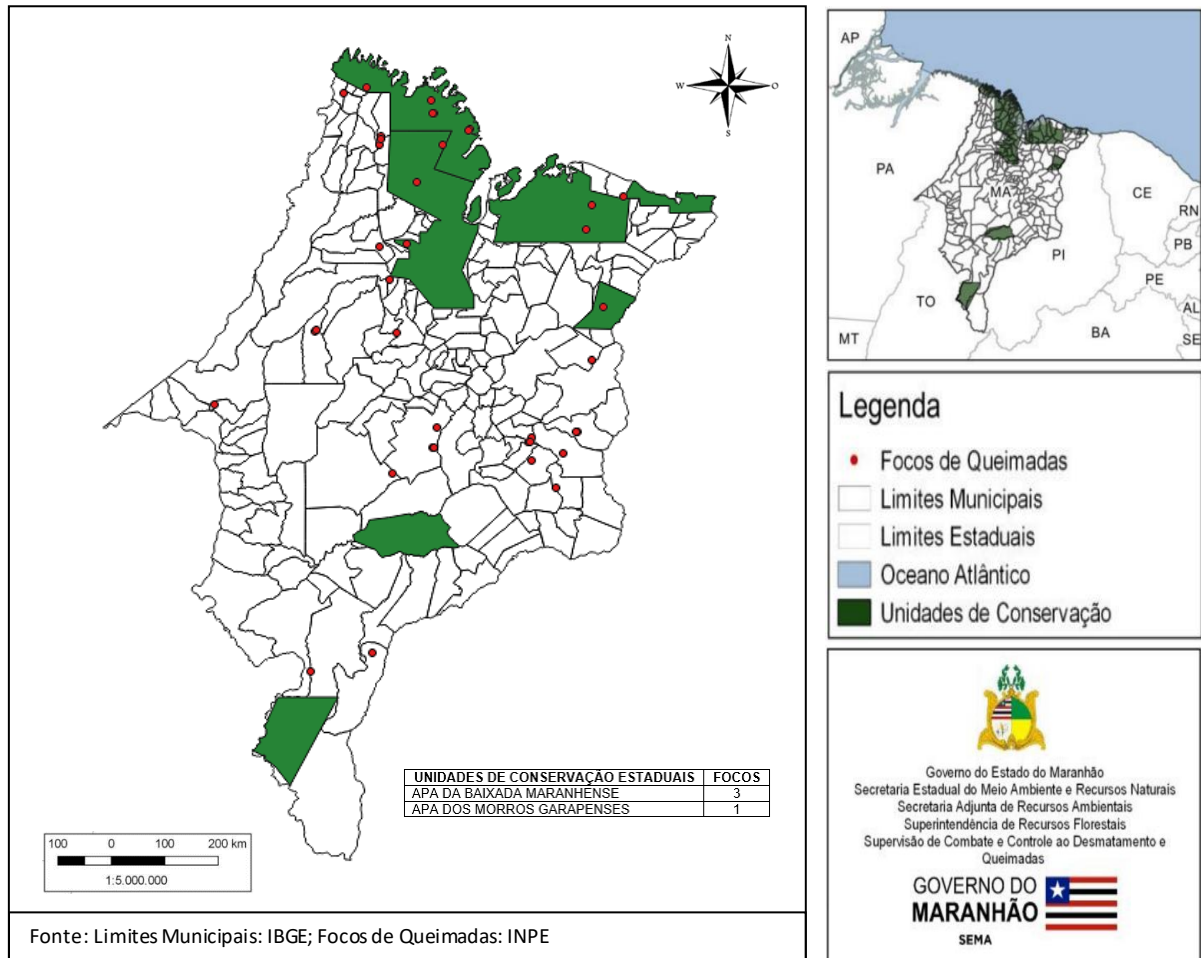 N
W
O
S
UNIDADES DE CONSERVAÇÃO ESTADUAIS FOCOS
APA DA BAIXADA MARANHENSE 3
APA DOS MORROS GARAPENSES 1
100 0 100 200 km
1:5.000.000
Fonte: Limites Municipais: IBGE; Focos de Queimadas: INPE
AP
PA
MA
CE
RN
PB
PI
PE
TO
AL
BA
SE
MT
Legenda
Focos de Queimadas
Limites Municipais
Limites Estaduais
Oceano Atlântico
Unidades de Conservação
Governo do Estado do Maranhão
Secretaria Estadual do Meio Ambiente e Recursos Naturais
Secretaria Adjunta de Recursos Ambientais
Superintendência de Recursos Florestais
Supervisão de Combate e Controle ao Desmatamento e
Queimadas
GOVERNO DO
MARANHÃO
SEMA